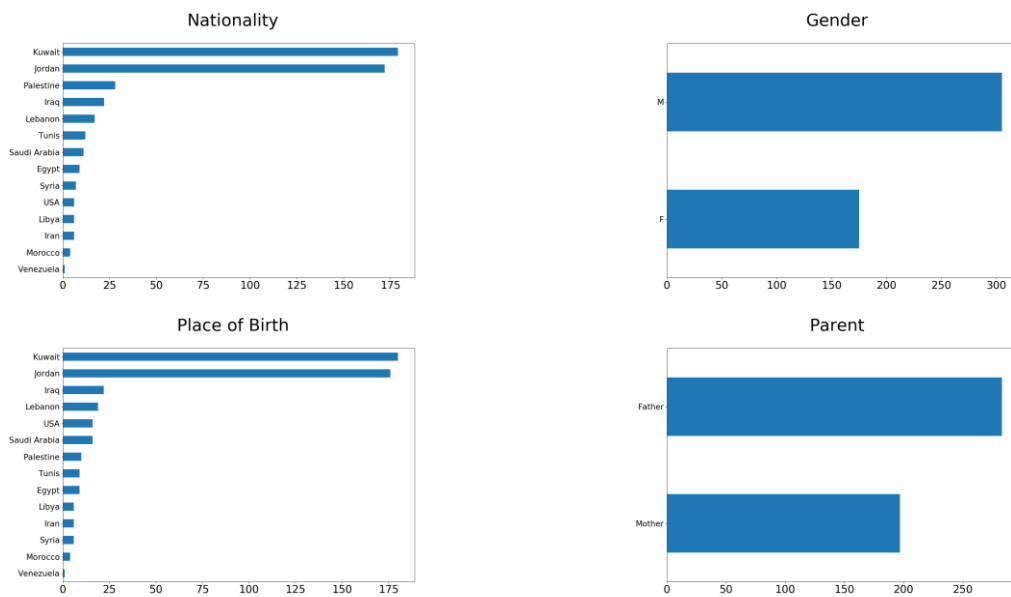 Nationality
Kuwait
Jordan
Palestine
Iraq
Lebanon
Tunis
Saudi Arabia
Egypt
Syria
USA
Libya
Iran
Morocco
Venezuela
0 25 50 75 100 125 150 175
Gender
M
F
0 50 100 150 200 250 300
Place of Birth
Kuwait
Jordan
Iraq
Lebanon
USA
Saudi Arabia
Palestine
Tunis
Egypt
Libya
Iran
Syria
Morocco
Venezuela
0 25 50 75 100 125 150 175
Parent
Father
Mother
0 50 100 150 200 250